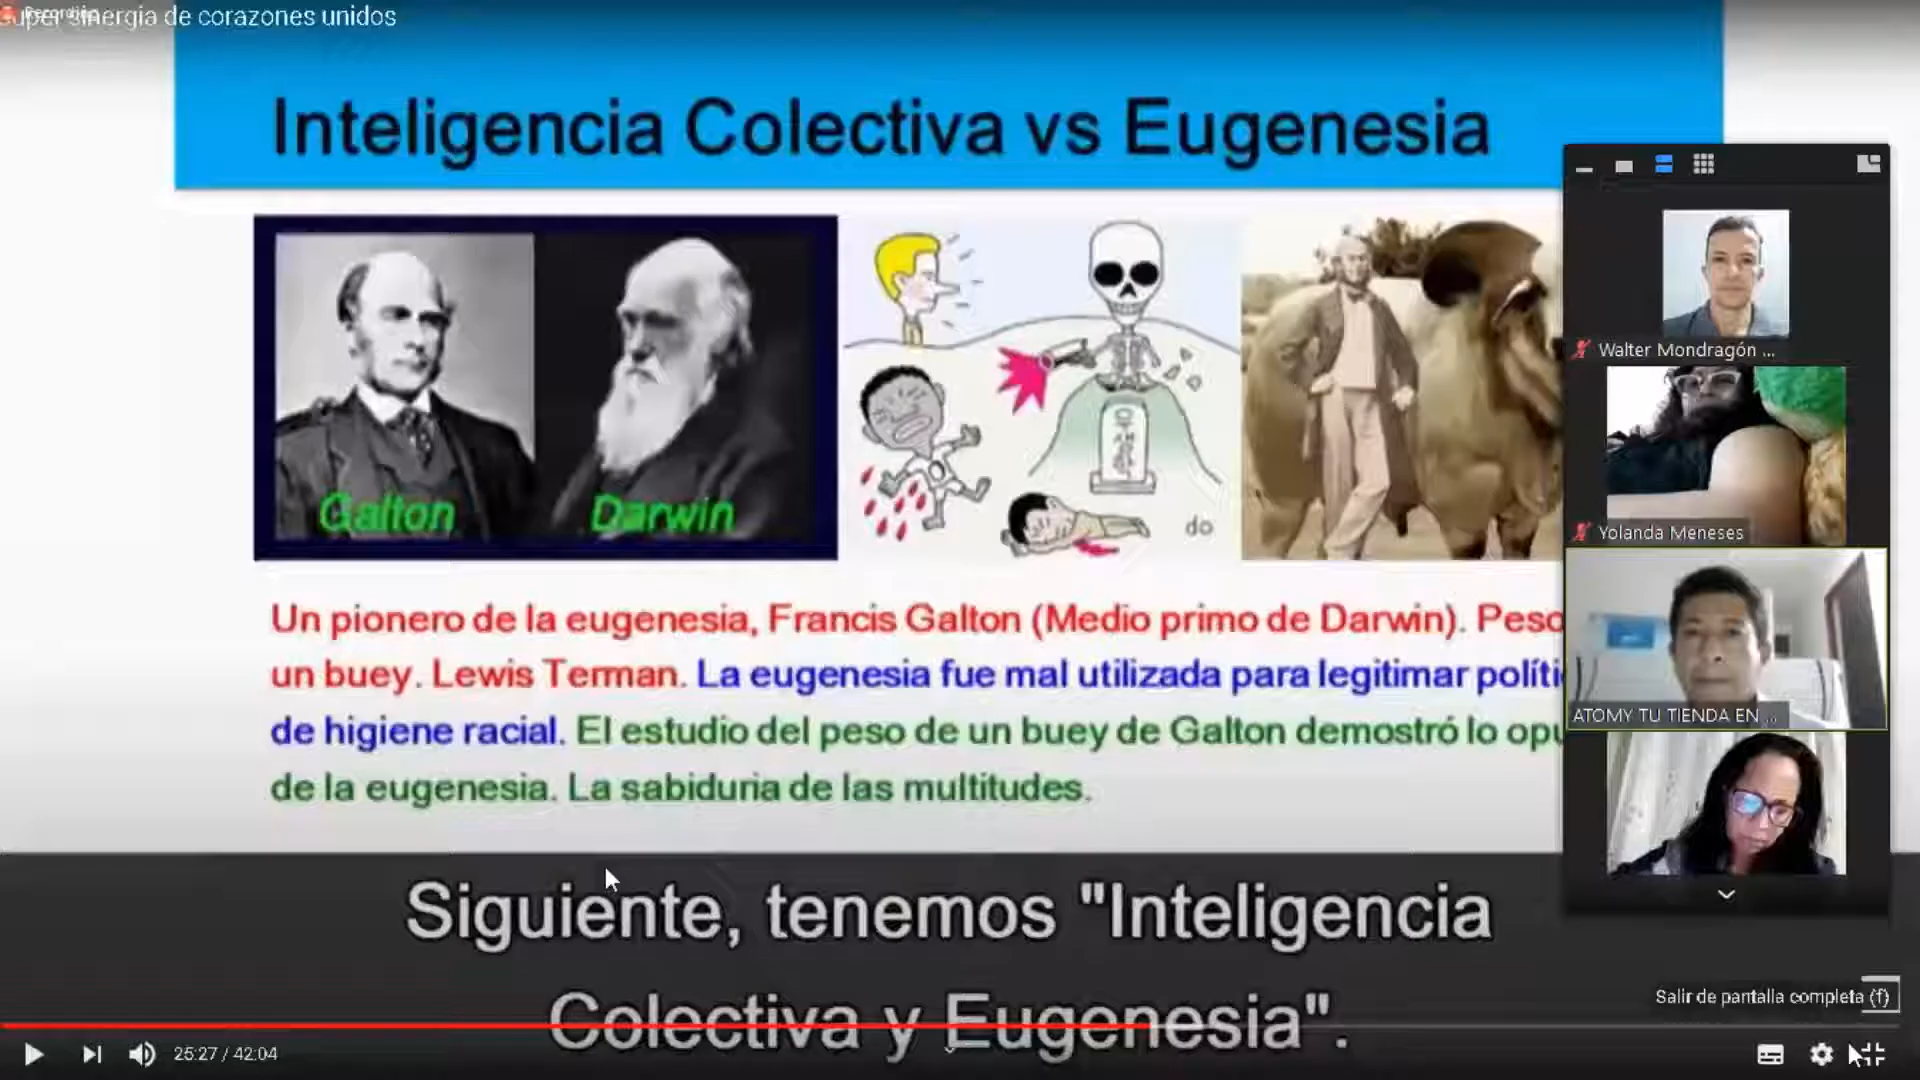 Super sinergia de corazones unidos
Inteligencia Colectiva vs Eugenesia
Galton
Darwin
do
Un pionero de la eugenesia, Francis Galton (Medio primo de Darwin). Peso
un buey. Lewis Terman. La eugenesia fue mal utilizada para legitimar políti
de higiene racial. El estudio del peso de un buey de Galton demostró lo opu
de la eugenesia. La sabiduria de las multitudes.
Walter Mondragón ...
Yolanda Meneses
ATOMY TU TIENDA EN ...
Siguiente, tenemos "Inteligencia
Colectiva y Eugenesia".
Salir de pantalla completa (f)
25:27 / 42:04